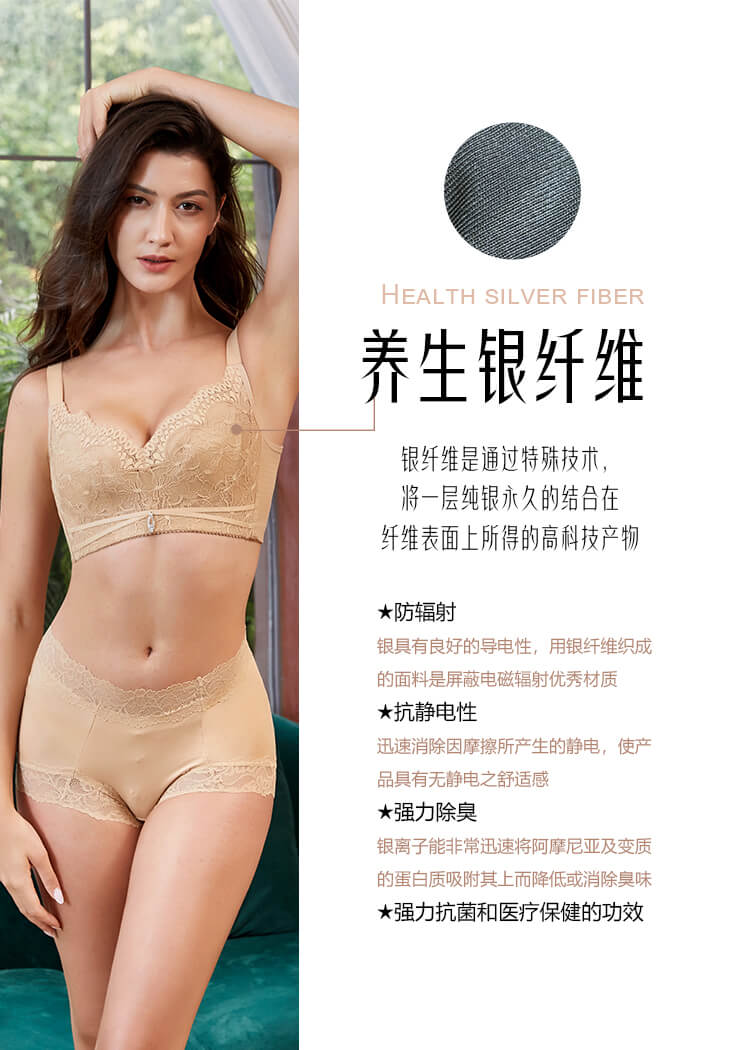 HEALTH SILVER FIBER
养生银纤维
银纤维是通过特殊技术，
将一层纯银永久的结合在
纤维表面上所得的高科技产物
★防辐射
银具有良好的导电性，用银纤维织成
的面料是屏蔽电磁辐射优秀材质
★抗静电性
迅速消除因摩擦所产生的静电，使产
品具有无静电之舒适感
★强力除臭
银离子能非常迅速将阿摩尼亚及变质
的蛋白质吸附其上而降低或消除臭味
★强力抗菌和医疗保健的功效